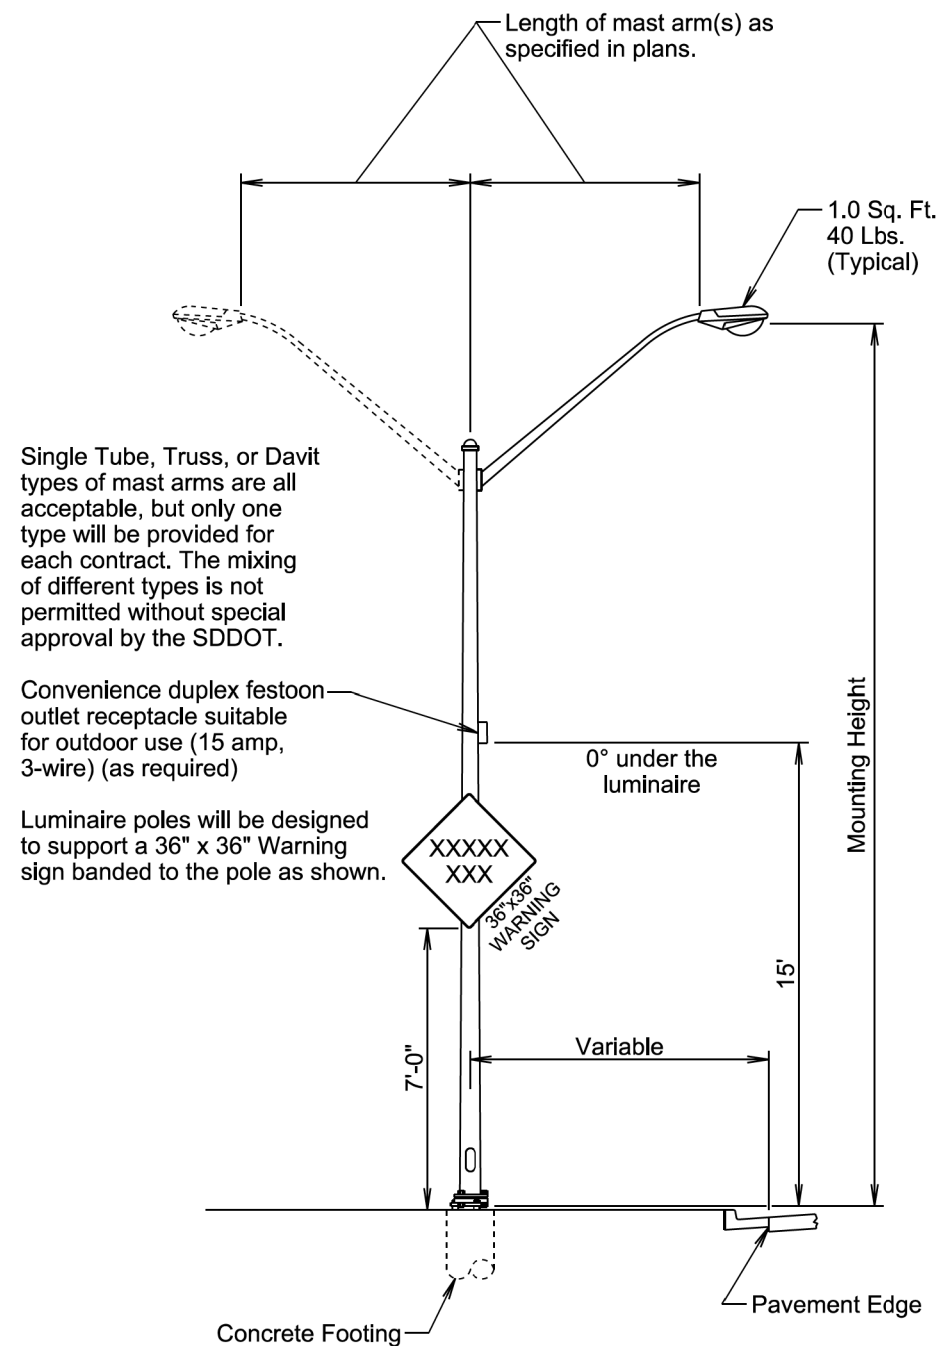 Length of mast arm(s) as
specified in plans.
1.0 Sq. Ft.
40 Lbs.
(Typical)
Single Tube, Truss, or Davit
types of mast arms are all
acceptable, but only one
type will be provided for
each contract. The mixing
of different types is not
permitted without special
approval by the SDDOT.
Convenience duplex festoon
outlet receptacle suitable
for outdoor use (15 amp,
3-wire) (as required)
0° under the
luminaire
Mounting Height
Luminaire poles will be designed
to support a 36" x 36" Warning
sign banded to the pole as shown.
XXXXX
XXX
36"x36"
WARNING
SIGN
15'
7'-0"
Variable
Pavement Edge
Concrete Footing